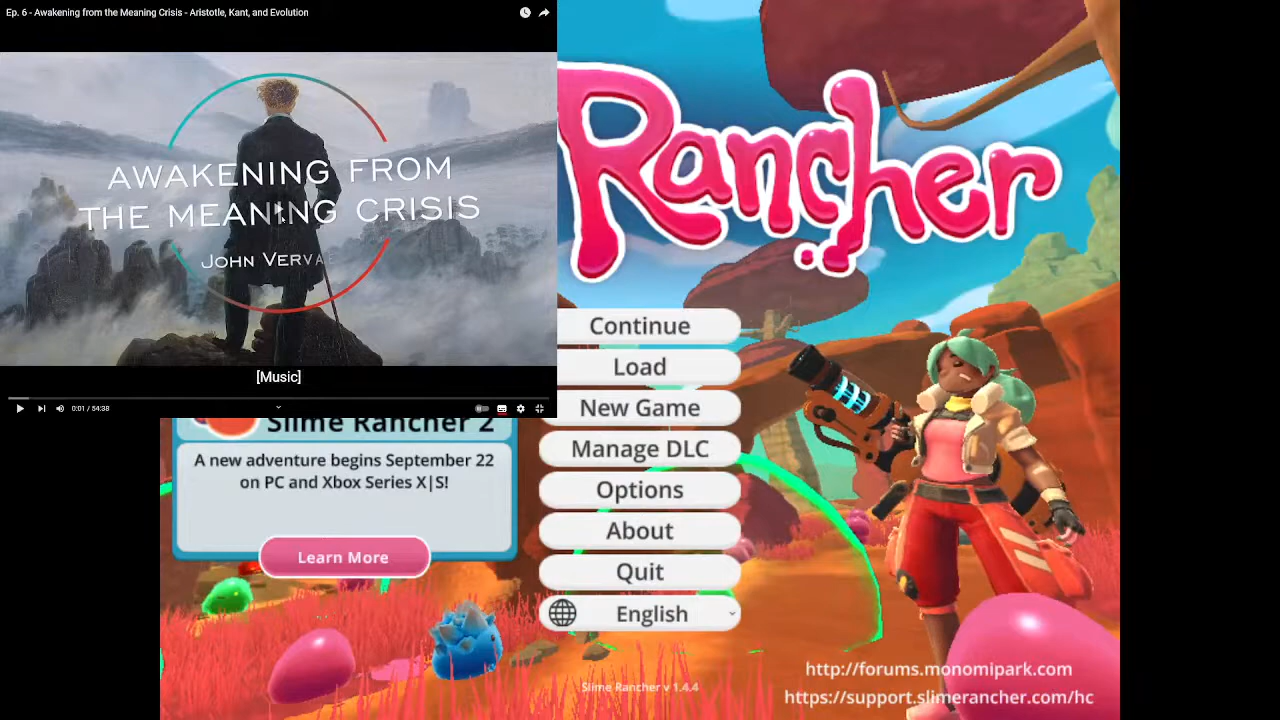 Ep. 6 - Awakening from the Meaning Crisis - Aristotle, Kant, and Evolution
AWAKENING FROM
THE MEANING CRISIS
JOHN VERVAE
[Music]
0:01 / 54:38
Rancher
Continue
Load
New Game
Manage DLC
Options
About
Quit
English
Slime Rancher 2
A new adventure begins September 22
on PC and Xbox Series X|S!
Learn More
Slime Rancher v 1.4.4
http://forums.monomipark.com
https://support.slimerancher.com/hc